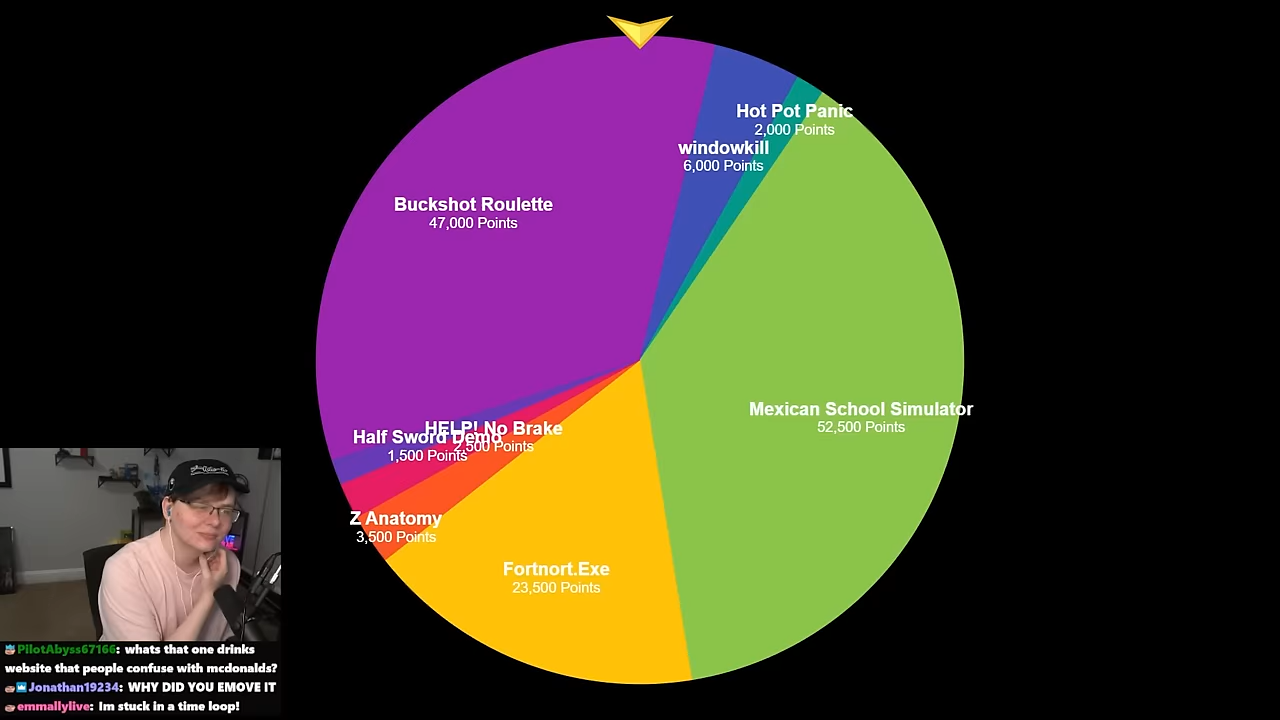 Hot Pot Panic
2,000 Points
windowkill
6,000 Points
Buckshot Roulette
47,000 Points
Mexican School Simulator
52,500 Points
HELP! No Brake
2,500 Points
Half Sword Demo
1,500 Points
Z Anatomy
3,500 Points
Fortnort.Exe
23,500 Points
PilotAbyss67166: whats that one drinks
website that people confuse with mcdonalds?
Jonathan19234: WHY DID YOU EMOVE IT
emmallylive: Im stuck in a time loop!